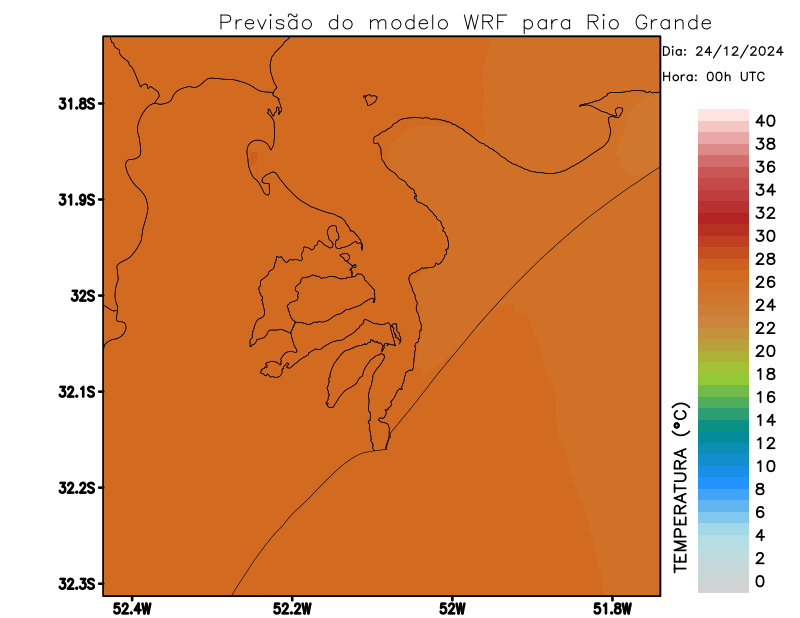 Previsão do modelo WRF para Rio Grande
Dia: 24/12/2024
Hora: 00h UTC
31.8S
31.9S
32S
32.1S
32.2S
32.3S
52.4W
52.2W
52W
51.8W
TEMPERATURA (°C)
40
38
36
34
32
30
28
26
24
22
20
18
16
14
12
10
8
6
4
2
0